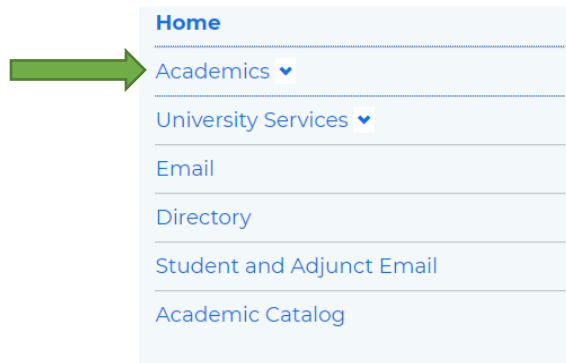 Home
Academics
University Services
Email
Directory
Student and Adjunct Email
Academic Catalog